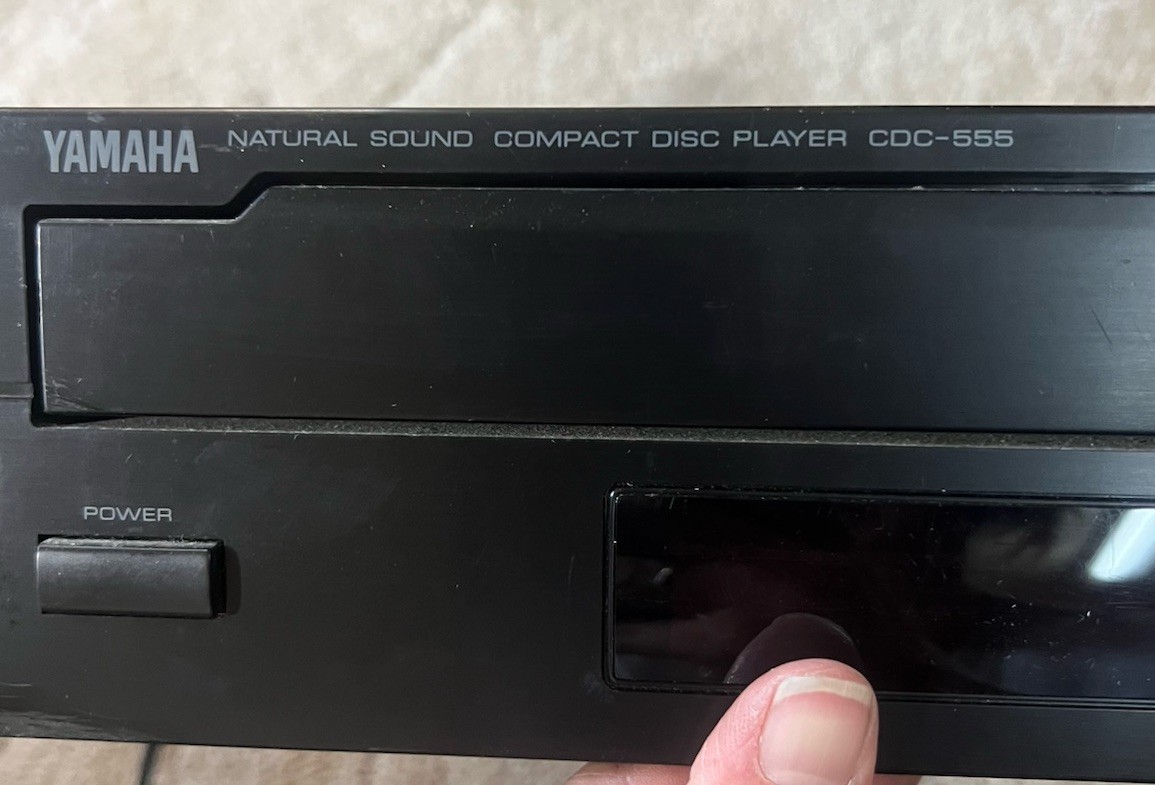 YAMAHA NATURAL SOUND COMPACT DISC PLAYER CDC-555
POWER